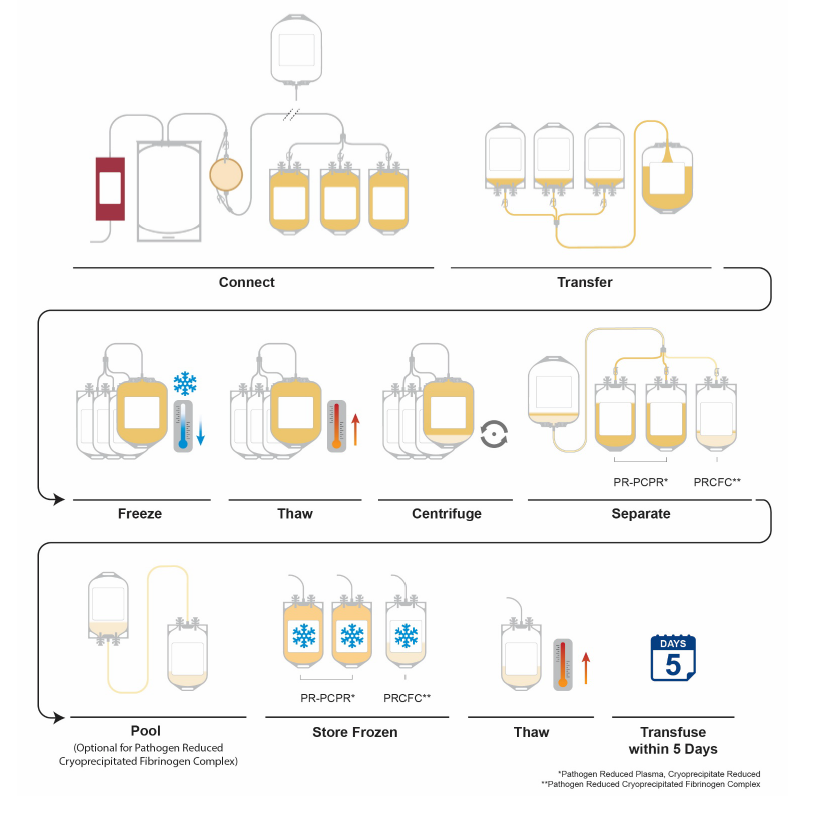 Connect
Transfer
PR-PCPR*
PRCFC**
Freeze
Thaw
Centrifuge
Separate
PR-PCPR*
PRCFC**
DAYS
5
Pool
(Optional for Pathogen Reduced
Cryoprecipitated Fibrinogen Complex)
Store Frozen
Thaw
Transfuse
within 5 Days
*Pathogen Reduced Plasma, Cryoprecipitate Reduced
**Pathogen Reduced Cryoprecipitated Fibrinogen Complex